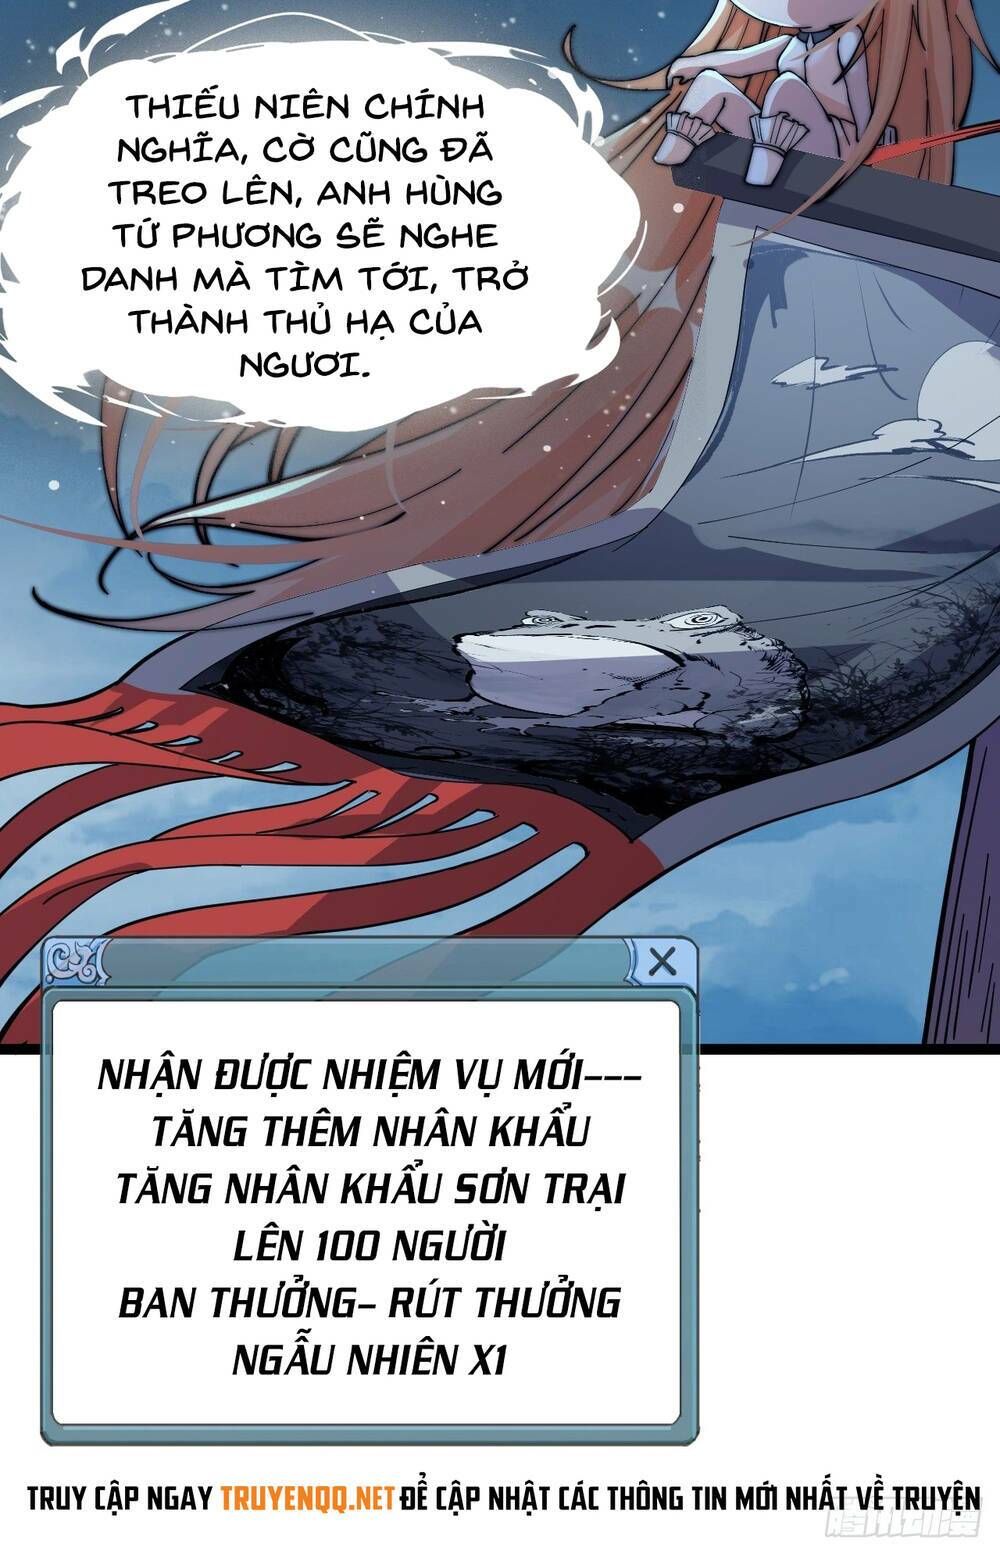 THIẾU NIÊN CHÍNH
NGHĨA, CỜ CŨNG ĐÃ
TREO LÊN, ANH HÙNG
TỨ PHƯƠNG SẼ NGHE
DANH MÀ TÌM TỚI, TRỞ
THÀNH THỦ HẠ CỦA
NGƯƠI.
NHẬN ĐƯỢC NHIỆM VỤ MỚI---
TĂNG THÊM NHÂN KHẨU
TĂNG NHÂN KHẨU SƠN TRẠI
LÊN 100 NGƯỜI
BAN THƯỞNG- RÚT THƯỞNG
NGẪU NHIÊN X1
TRUY CẬP NGAY TRUYENQQ.NET ĐỂ CẬP NHẬT CÁC THÔNG TIN MỚI NHẤT VỀ TRUYỆN